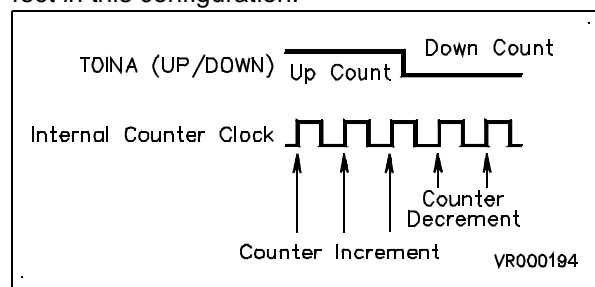 TOINA (UP/DOWN)
Up Count
Down Count
Internal Counter Clock
Counter
Decrement
Counter Increment
VR000194